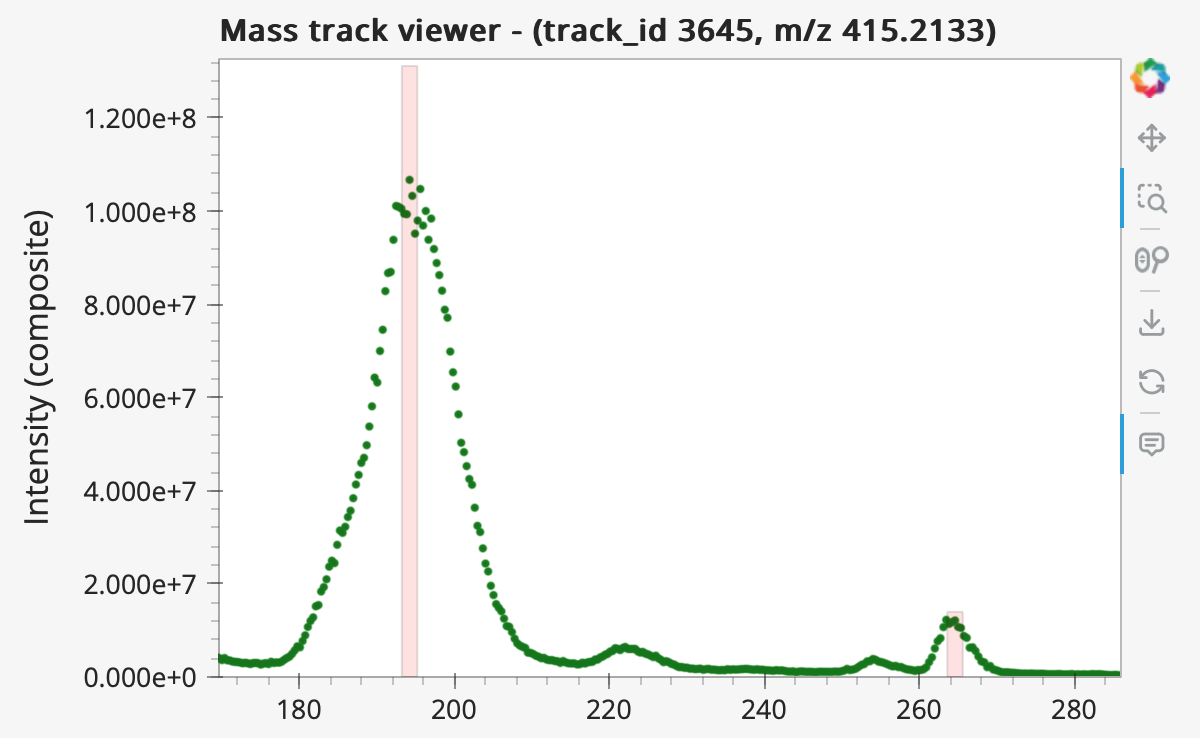 Mass track viewer - (track_id 3645, m/z 415.2133)
Intensity (composite)
1.200e+8
1.000e+8
8.000e+7
6.000e+7
4.000e+7
2.000e+7
0.000e+0
180 200 220 240 260 280